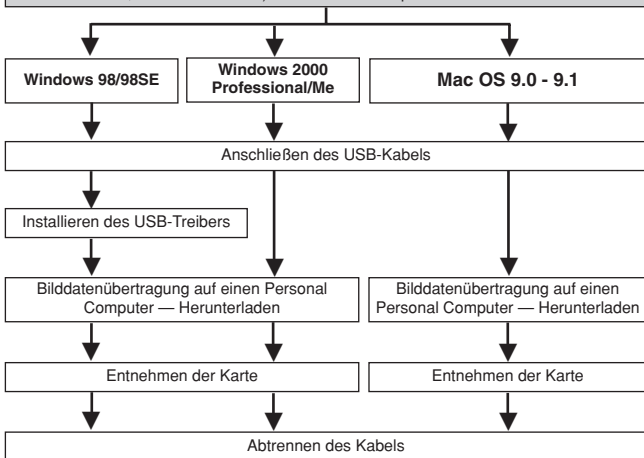 Windows 98/98SE
Windows 2000
Professional/Me
Mac OS 9.0 - 9.1
Anschließen des USB-Kabels
Installieren des USB-Treibers
Bilddatenübertragung auf einen Personal
Computer — Herunterladen
Bilddatenübertragung auf einen
Personal Computer — Herunterladen
Entnehmen der Karte
Entnehmen der Karte
Abtrennen des Kabels